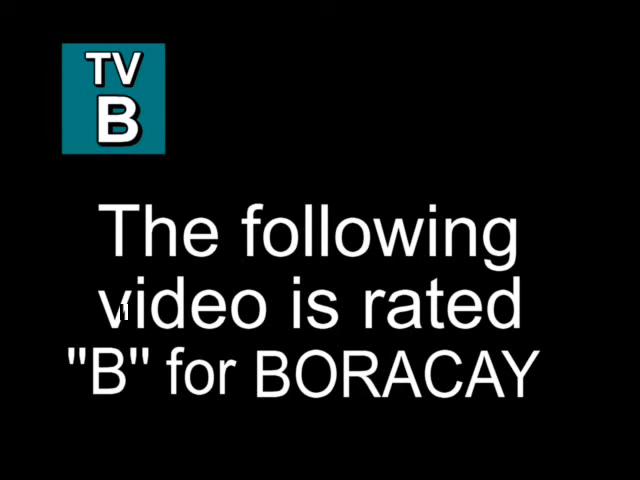 TV
B
The following
video is rated
"B" for BORACAY